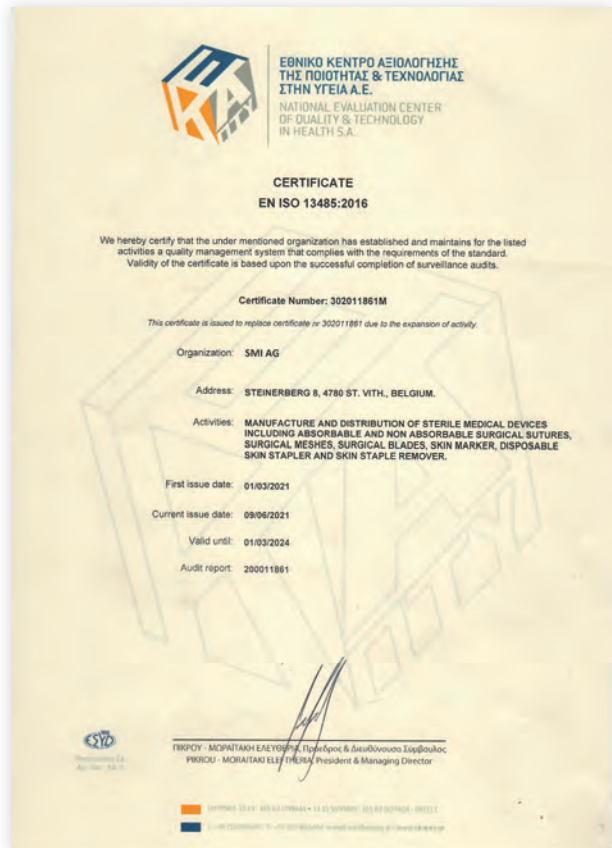 ΕΘΝΙΚΟ ΚΕΝΤΡΟ ΑΞΙΟΛΟΓΗΣΗΣ
ΤΗΣ ΠΟΙΟΤΗΤΑΣ & ΤΕΧΝΟΛΟΓΙΑΣ
ΣΤΗΝ ΥΓΕΙΑ Α.Ε.
NATIONAL EVALUATION CENTER
OF QUALITY & TECHNOLOGY
IN HEALTH S.A.
CERTIFICATE
EN ISO 13485:2016
We hereby certify that the under mentioned organization has established and maintains for the listed
activities a quality management system that complies with the requirements of the standard.
Validity of the certificate is based upon the successful completion of surveillance audits.
Certificate Number: 302011861M
This certificate is issued to replace certificate nr 302011861 due to the expansion of activity.
Organization: SMI AG
Address: STEINERBERG 8, 4780 ST. VITH., BELGIUM.
Activities: MANUFACTURE AND DISTRIBUTION OF STERILE MEDICAL DEVICES
INCLUDING ABSORBABLE AND NON ABSORBABLE SURGICAL SUTURES,
SURGICAL MESHES, SURGICAL BLADES, SKIN MARKER, DISPOSABLE
SKIN STAPLER AND SKIN STAPLE REMOVER.
First issue date: 01/03/2021
Current issue date: 09/06/2021
Valid until: 01/03/2024
Audit report: 200011861
ESYD
ΠΙΚΡΟΥ - ΜΟΡΑΪΤΑΚΗ ΕΛΕΥΘΕΡΙΑ, Πρόεδρος & Διευθύνουσα Σύμβουλος
PIKROU - MORAITAKI ELEFTHERIA, President & Managing Director